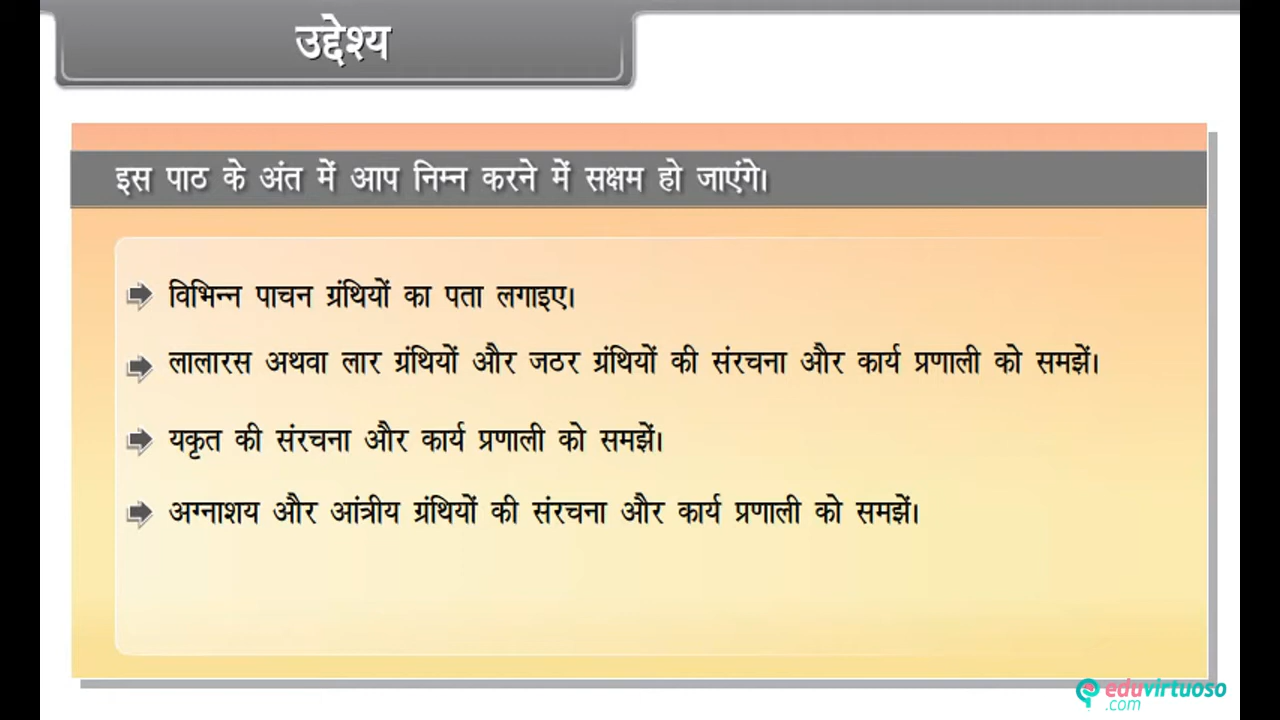 उद्देश्य
इस पाठ के अंत में आप निम्न करने में सक्षम हो जाएंगे।
विभिन्न पाचन ग्रंथियों का पता लगाइए।
लालारस अथवा लार ग्रंथियों और जठर ग्रंथियों की संरचना और कार्य प्रणाली को समझें।
यकृत की संरचना और कार्य प्रणाली को समझें।
अग्नाशय और आंत्रीय ग्रंथियों की संरचना और कार्य प्रणाली को समझें।
eduvirtuoso
.com